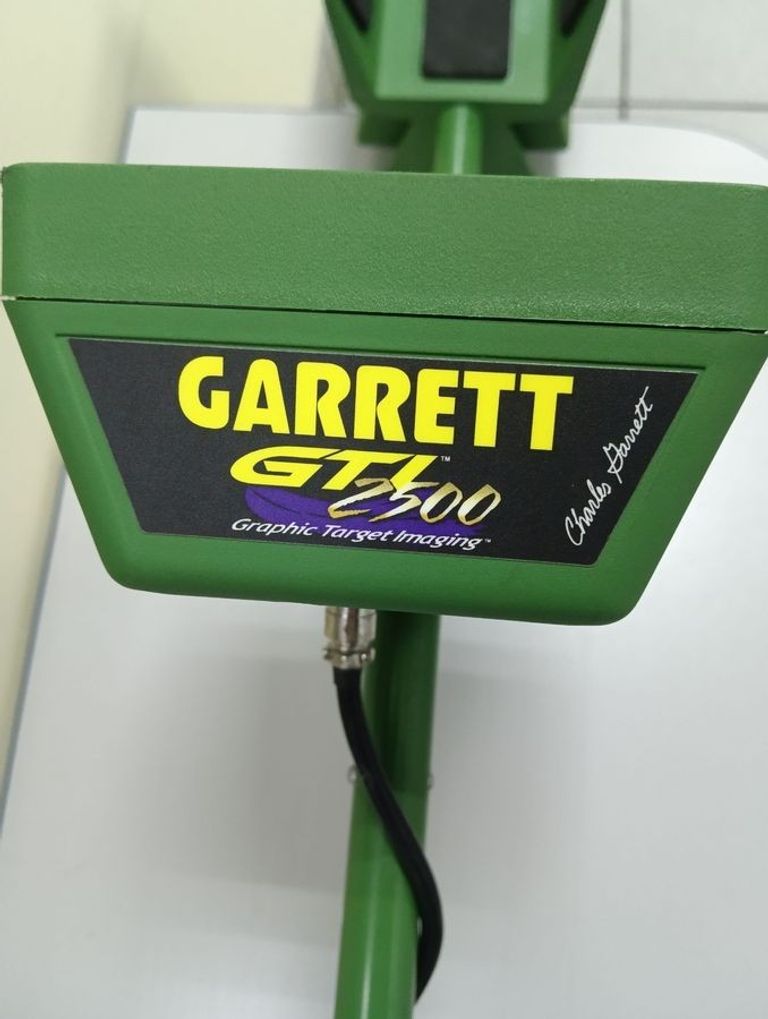 GARRETT
GTI™
2500
Graphic Target Imaging™
Charles Garrett